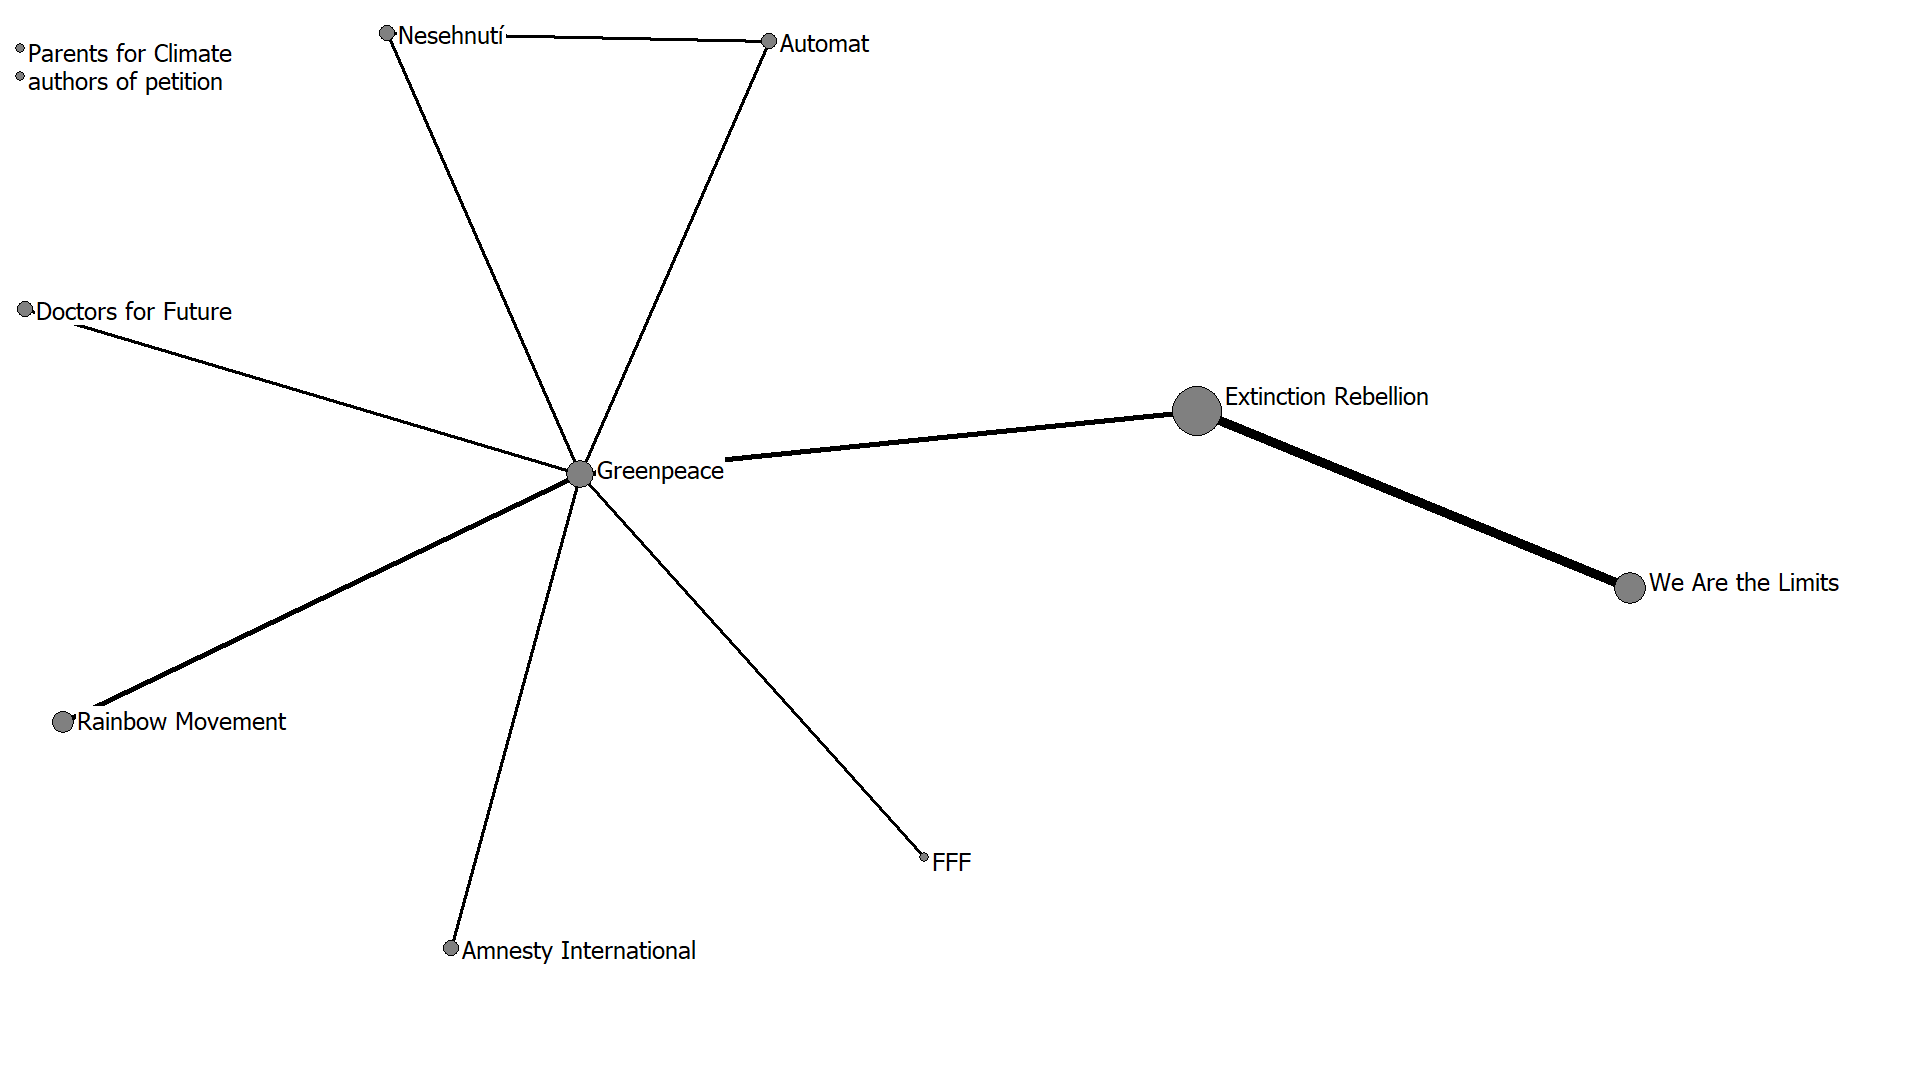 Nesehnutí
Automat
Parents for Climate
authors of petition
Doctors for Future
Extinction Rebellion
Greenpeace
We Are the Limits
Rainbow Movement
FFF
Amnesty International